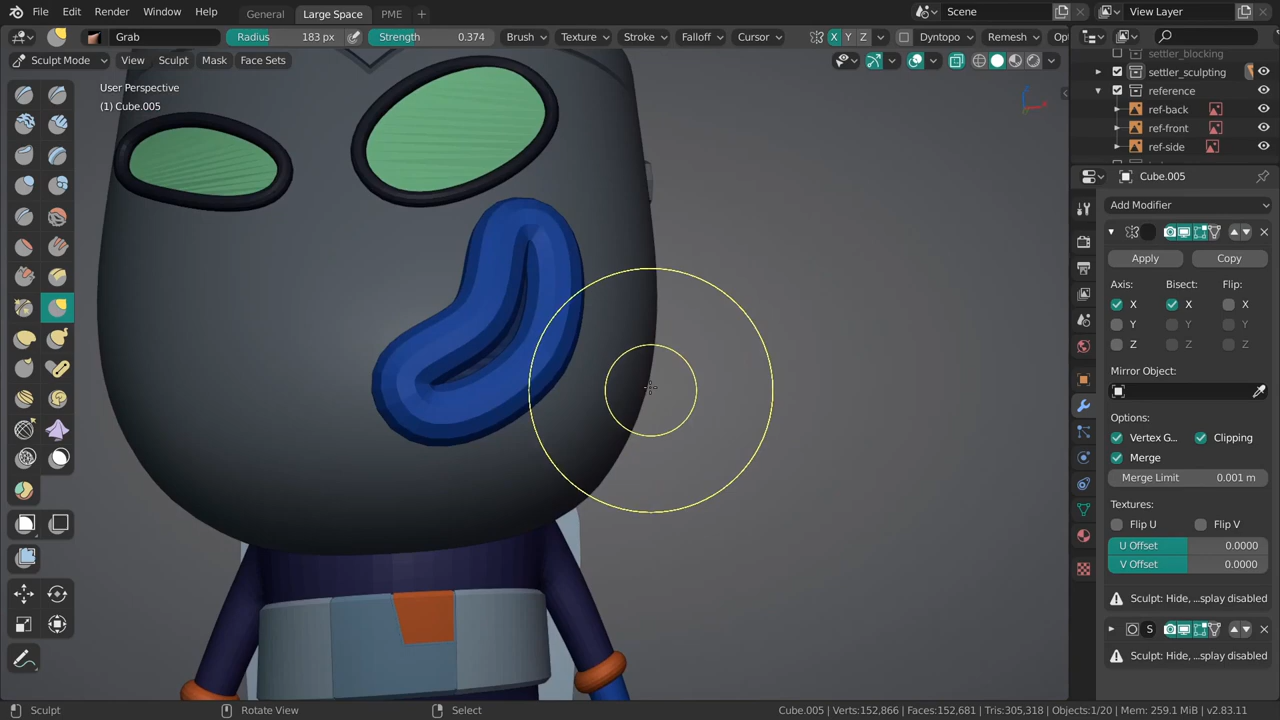 File Edit Render Window Help General Large Space PME + Scene View Layer
Grab Radius 183 px Strength 0.374 Brush Texture Stroke Falloff Cursor X Y Z Dyntopo Remesh Op
Sculpt Mode View Sculpt Mask Face Sets
settler_blocking
settler_sculpting
reference
ref-back
ref-front
ref-side
User Perspective
(1) Cube.005
Cube.005
Add Modifier
Apply Copy
Axis: Bisect: Flip:
X X X
Y Y Y
Z Z Z
Mirror Object:
Options:
Vertex G... Clipping
Merge
Merge Limit 0.001 m
Textures:
Flip U Flip V
U Offset 0.0000
V Offset 0.0000
Sculpt: Hide, ...splay disabled
S
Sculpt: Hide, ...splay disabled
Sculpt Rotate View Select Cube.005 | Verts:152,866 | Faces:152,681 | Tris:305,318 | Objects:1/20 | Mem: 259.1 MiB | v2.83.11